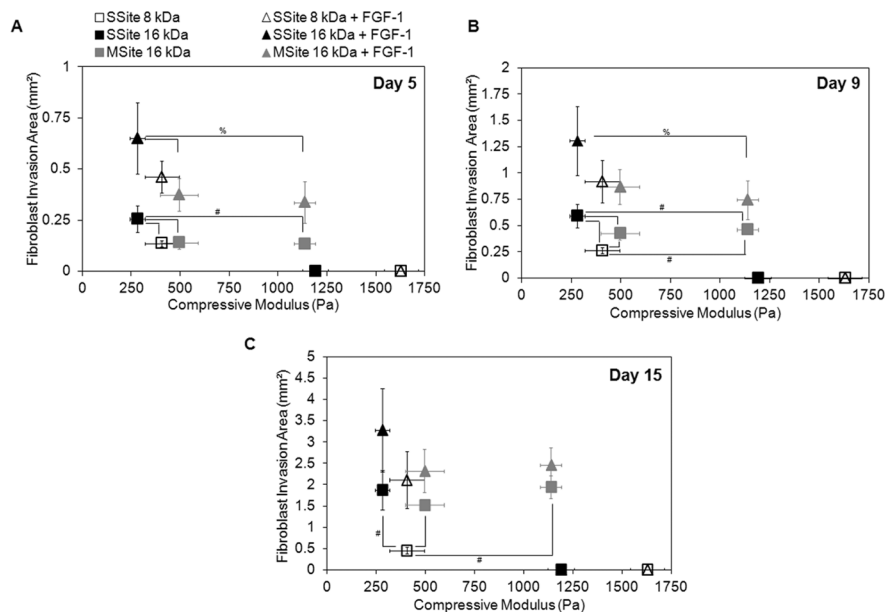 SSite 8 kDa
SSite 8 kDa + FGF-1
SSite 16 kDa
SSite 16 kDa + FGF-1
MSite 16 kDa
MSite 16 kDa + FGF-1
A
Day 5
Fibroblast Invasion Area (mm²)
1
0.75
0.5
0.25
0
%
#
0 250 500 750 1000 1250 1500 1750
Compressive Modulus (Pa)
B
Day 9
Fibroblast Invasion Area (mm²)
2
1.75
1.5
1.25
1
0.75
0.5
0.25
0
%
#
#
0 250 500 750 1000 1250 1500 1750
Compressive Modulus (Pa)
C
Day 15
Fibroblast Invasion Area (mm²)
5
4.5
4
3.5
3
2.5
2
1.5
1
0.5
0
#
#
0 250 500 750 1000 1250 1500 1750
Compressive Modulus (Pa)